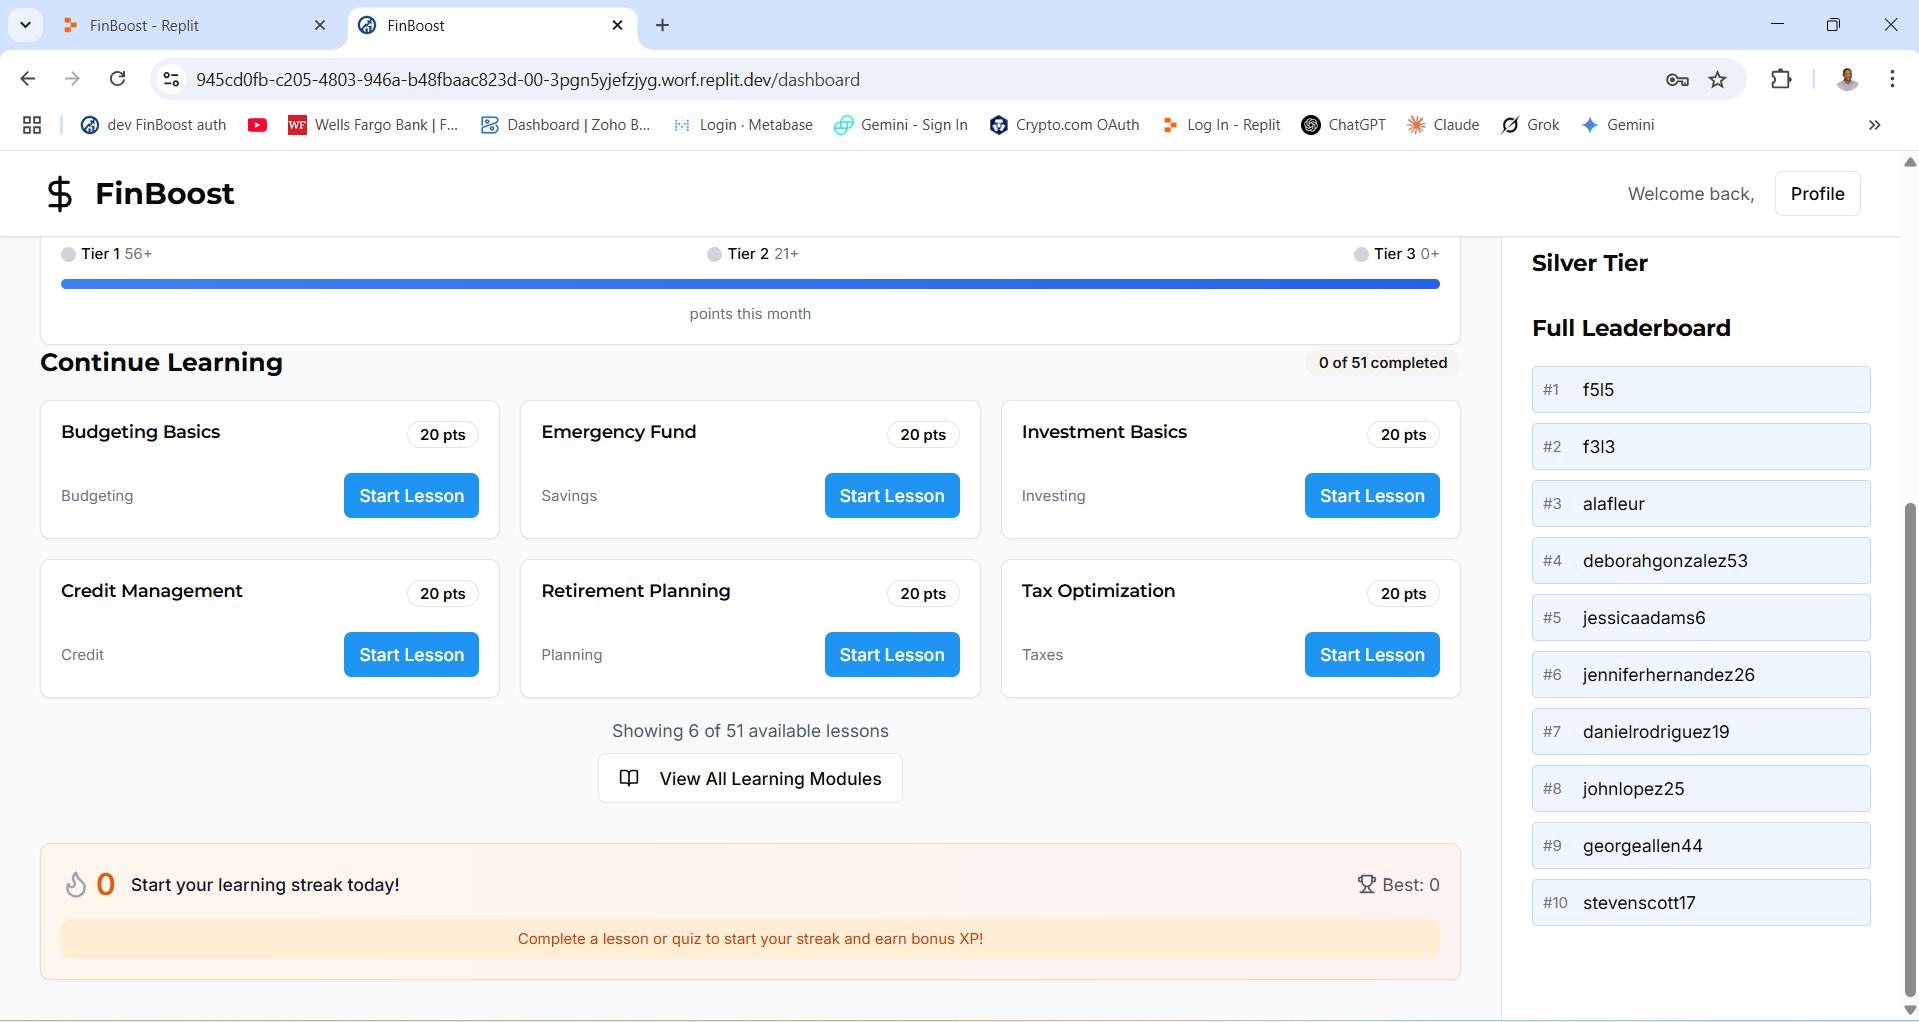 FinBoost - Replit
FinBoost
945cd0fb-c205-4803-946a-b48fbaac823d-00-3pgn5yjefzjyg.worf.replit.dev/dashboard
dev FinBoost auth
WF Wells Fargo Bank | F...
Dashboard | Zoho B...
Login · Metabase
Gemini - Sign In
Crypto.com OAuth
Log In - Replit
ChatGPT
Claude
Grok
Gemini
$ FinBoost
Welcome back,
Profile
Tier 1 56+
Tier 2 21+
Tier 3 0+
points this month
Continue Learning
0 of 51 completed
Budgeting Basics
20 pts
Budgeting
Start Lesson
Emergency Fund
20 pts
Savings
Start Lesson
Investment Basics
20 pts
Investing
Start Lesson
Credit Management
20 pts
Credit
Start Lesson
Retirement Planning
20 pts
Planning
Start Lesson
Tax Optimization
20 pts
Taxes
Start Lesson
Showing 6 of 51 available lessons
View All Learning Modules
0 Start your learning streak today!
Best: 0
Complete a lesson or quiz to start your streak and earn bonus XP!
Silver Tier
Full Leaderboard
#1 f5l5
#2 f3l3
#3 alafleur
#4 deborahgonzalez53
#5 jessicaadams6
#6 jenniferhernandez26
#7 danielrodriguez19
#8 johnlopez25
#9 georgeallen44
#10 stevenscott17